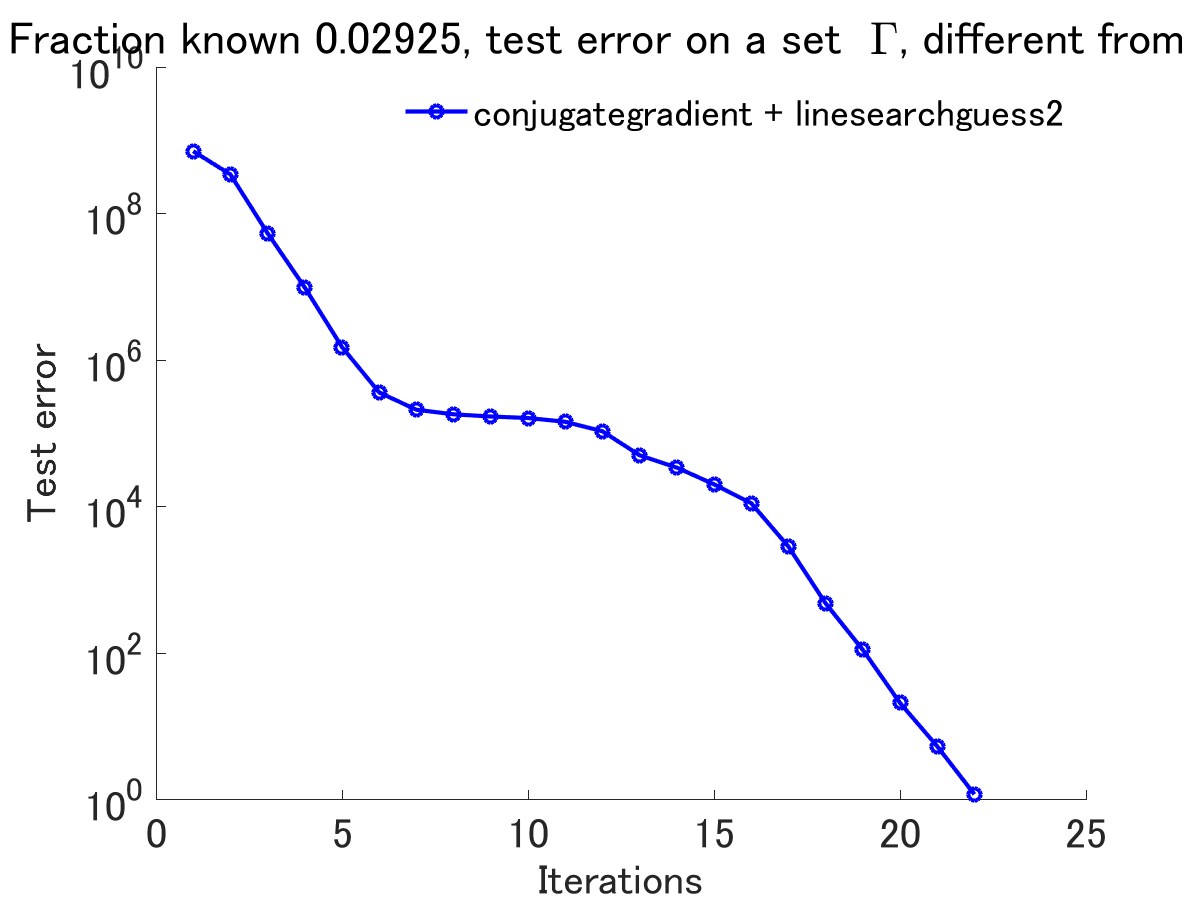 Fraction known 0.02925, test error on a set Γ, different from
conjugategradient + linesearchguess2
10^10
10^8
10^6
10^4
10^2
10^0
Test error
0 5 10 15 20 25
Iterations